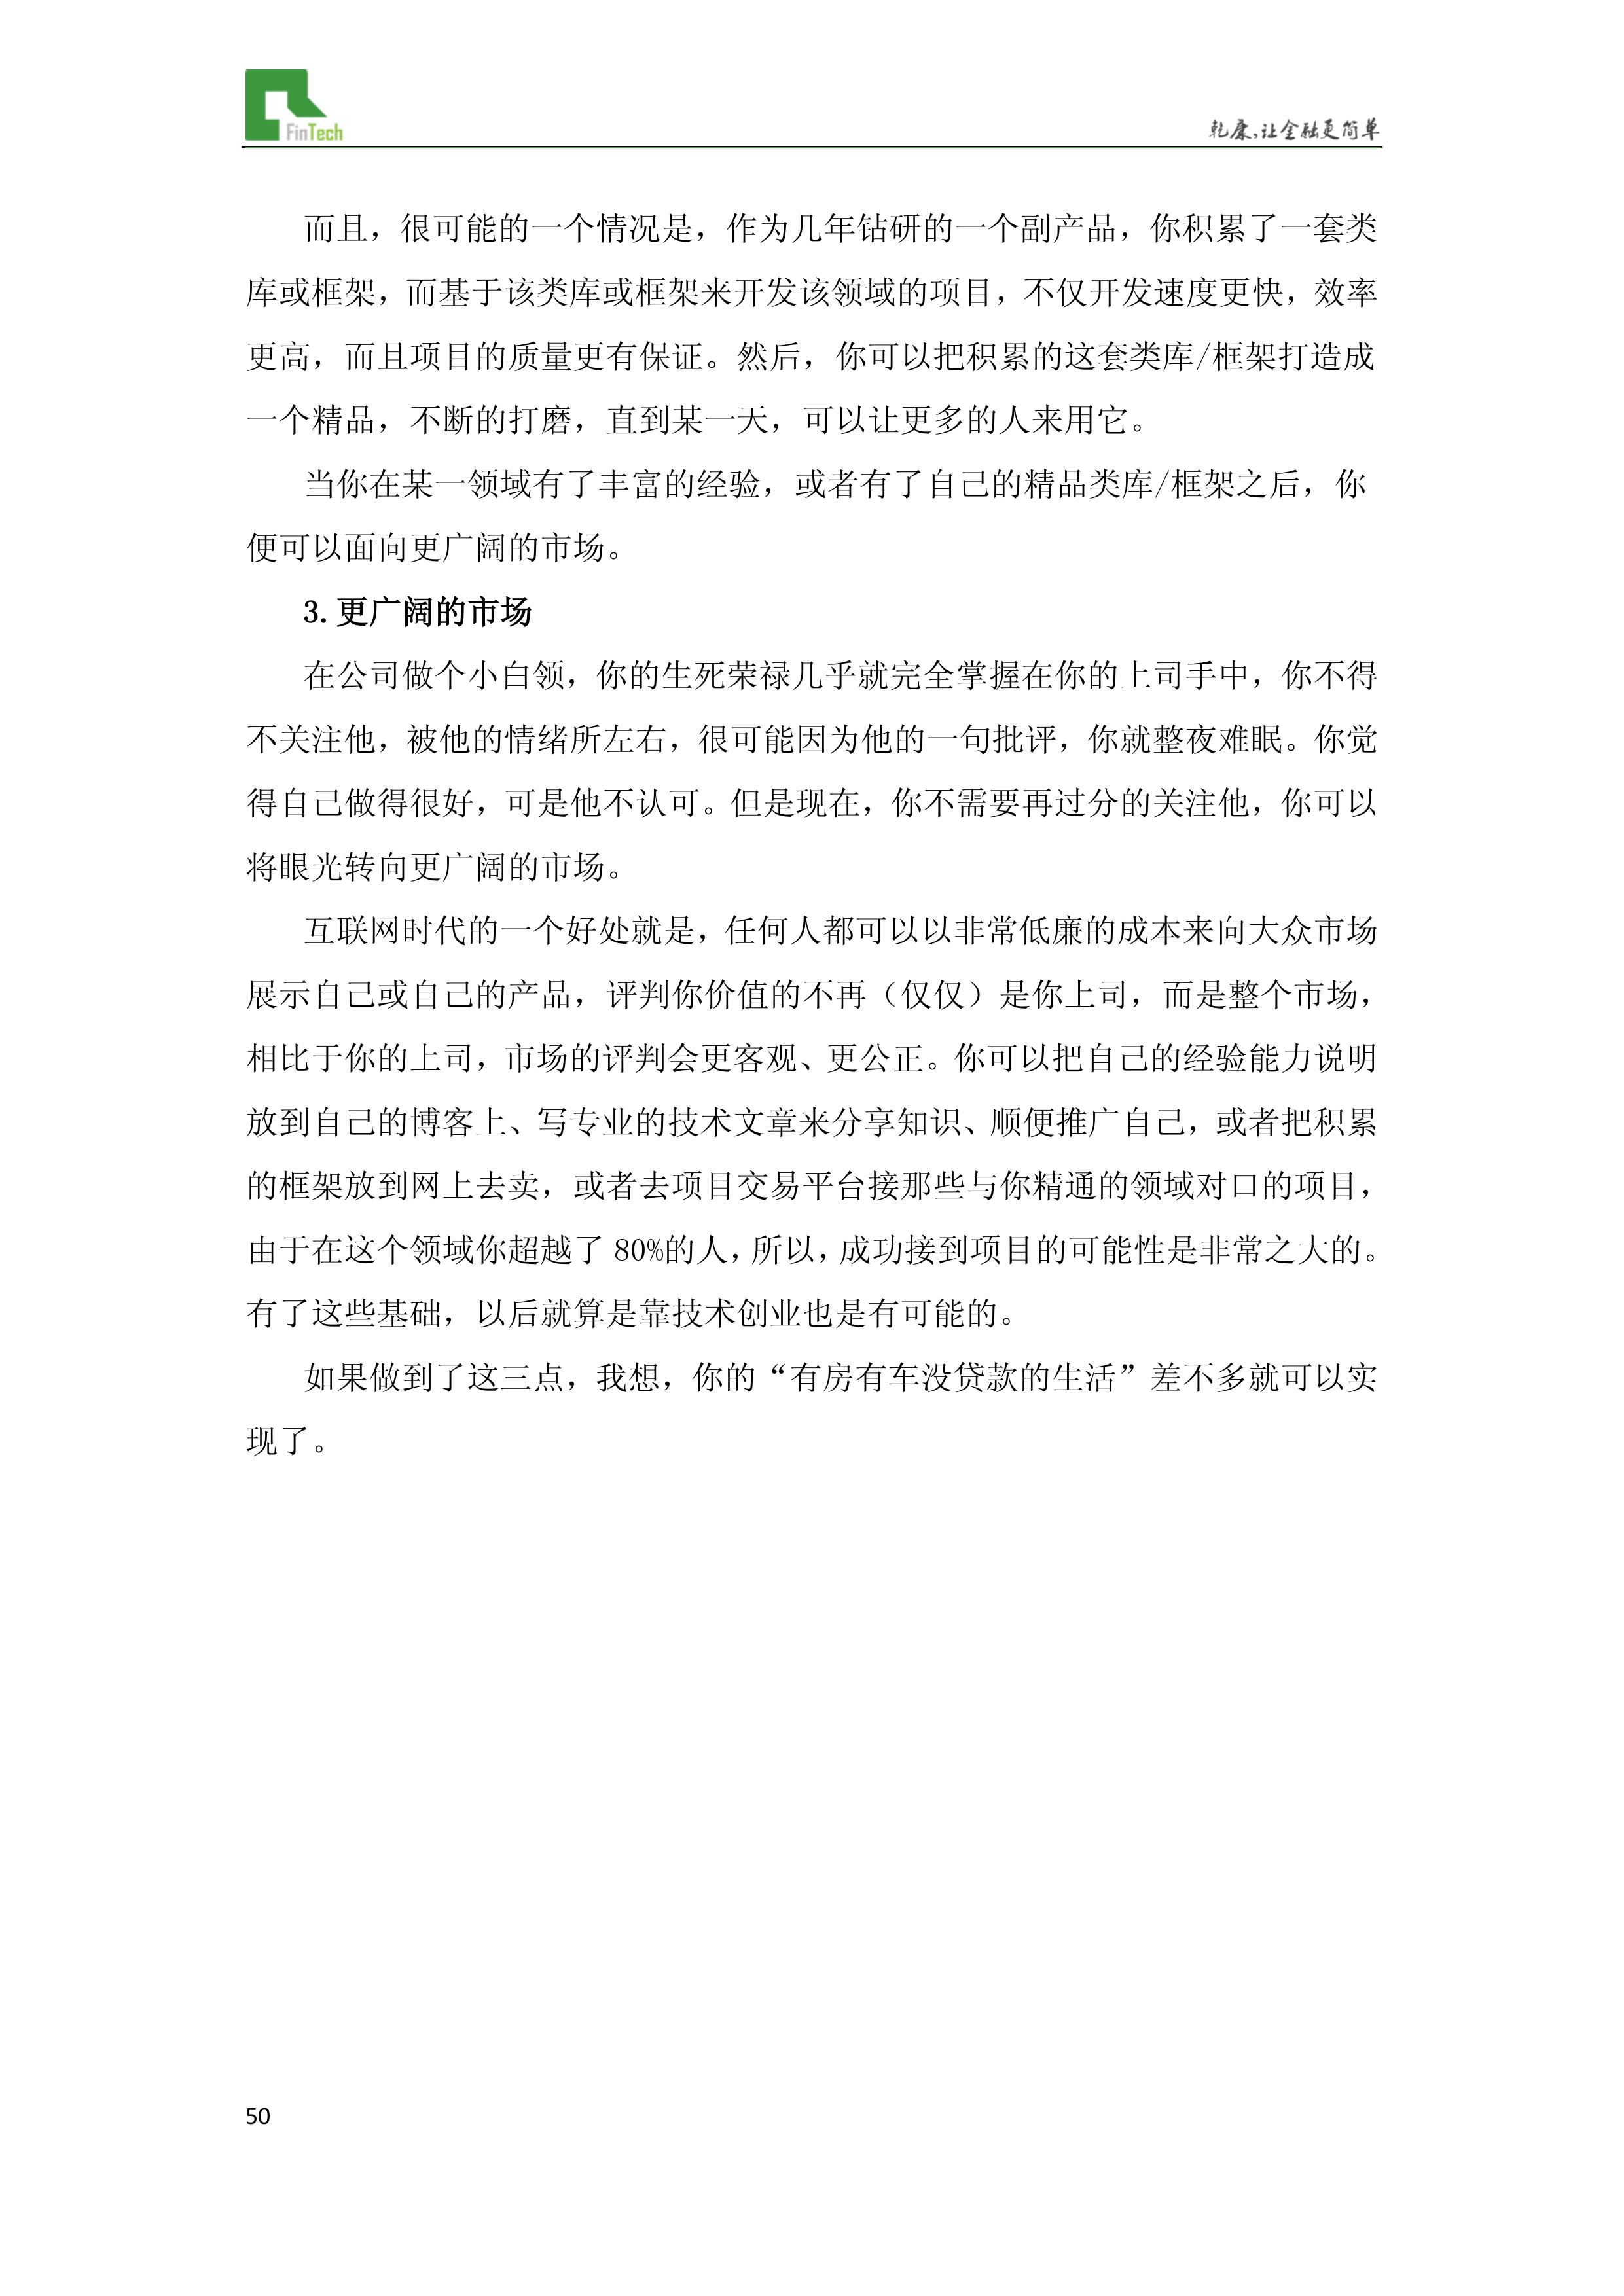 FinTech
乾康,让金融更简单
而且，很可能的一个情况是，作为几年钻研的一个副产品，你积累了一套类
库或框架，而基于该类库或框架来开发该领域的项目，不仅开发速度更快，效率
更高，而且项目的质量更有保证。然后，你可以把积累的这套类库/框架打造成
一个精品，不断的打磨，直到某一天，可以让更多的人来用它。
当你在某一领域有了丰富的经验，或者有了自己的精品类库/框架之后，你
便可以面向更广阔的市场。
3.更广阔的市场
在公司做个小白领，你的生死荣禄几乎就完全掌握在你的上司手中，你不得
不关注他，被他的情绪所左右，很可能因为他的一句批评，你就整夜难眠。你觉
得自己做得很好，可是他不认可。但是现在，你不需要再过分的关注他，你可以
将眼光转向更广阔的市场。
互联网时代的一个好处就是，任何人都可以以非常低廉的成本来向大众市场
展示自己或自己的产品，评判你价值的不再（仅仅）是你上司，而是整个市场，
相比于你的上司，市场的评判会更客观、更公正。你可以把自己的经验能力说明
放到自己的博客上、写专业的技术文章来分享知识、顺便推广自己，或者把积累
的框架放到网上去卖，或者去项目交易平台接那些与你精通的领域对口的项目，
由于在这个领域你超越了 80%的人，所以，成功接到项目的可能性是非常之大的。
有了这些基础，以后就算是靠技术创业也是有可能的。
如果做到了这三点，我想，你的“有房有车没贷款的生活”差不多就可以实
现了。
50